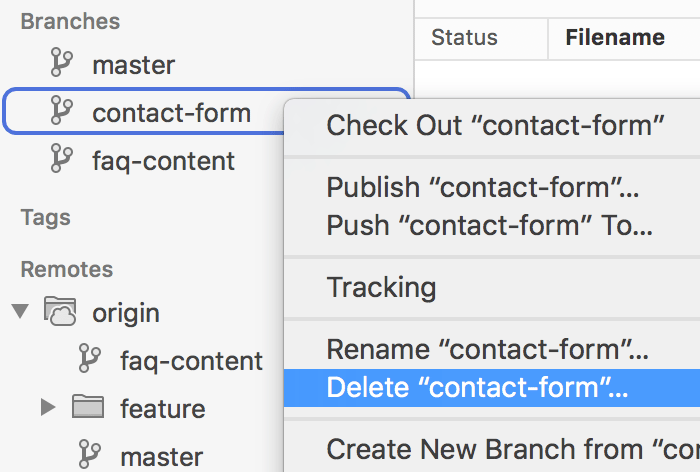 Branches
master
contact-form
faq-content
Tags
Remotes
origin
faq-content
feature
master
Status
Filename
Check Out “contact-form”
Publish “contact-form”...
Push “contact-form” To...
Tracking
Rename “contact-form”...
Delete “contact-form”...
Create New Branch from “con